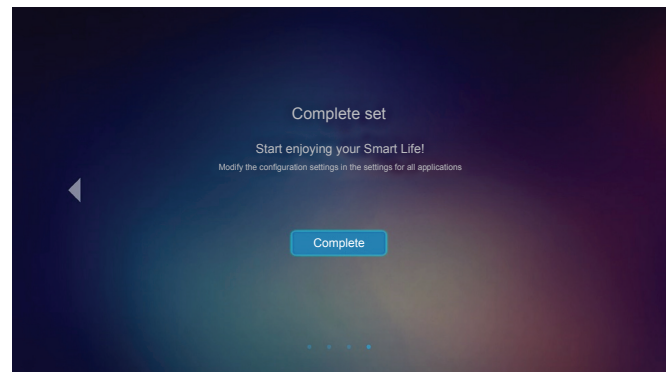 Complete set
Start enjoying your Smart Life!
Modify the configuration settings in the settings for all applications
Complete